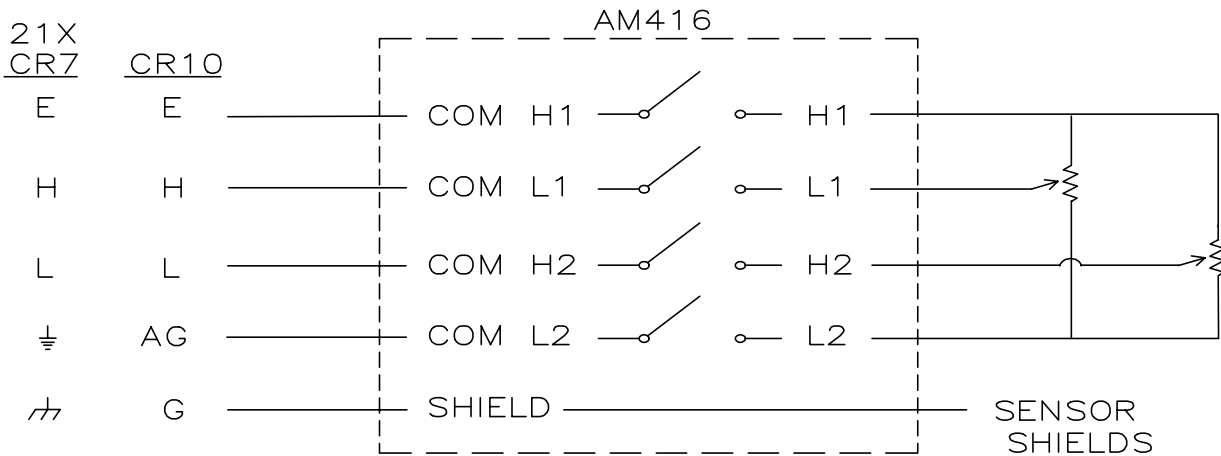 AM416
21X
CR7 CR10
E E COM H1 H1
H H COM L1 L1
L L COM H2 H2
AG COM L2 L2
G SHIELD
SENSOR
SHIELDS